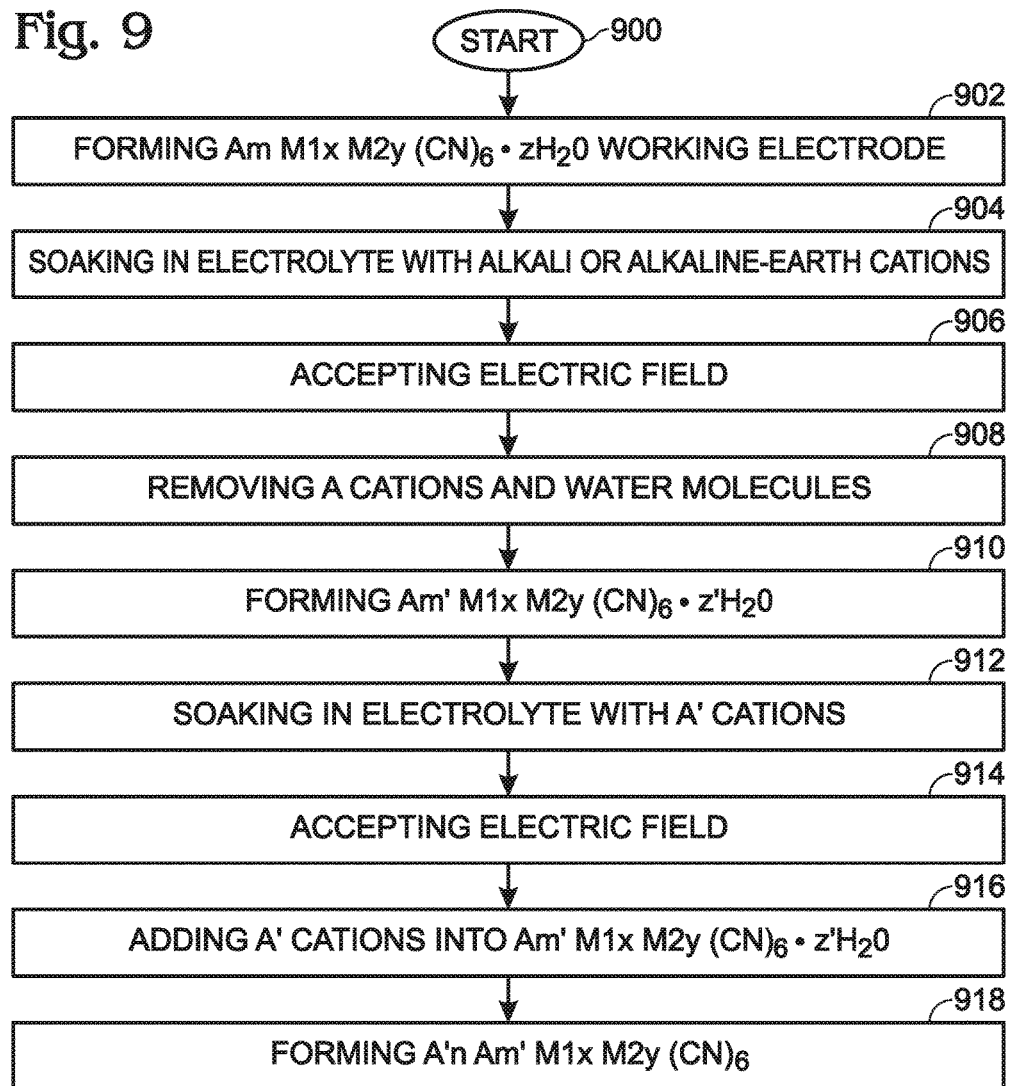 Fig. 9
START
900
902
FORMING Am M1x M2y (CN)6 • zH20 WORKING ELECTRODE
904
SOAKING IN ELECTROLYTE WITH ALKALI OR ALKALINE-EARTH CATIONS
906
ACCEPTING ELECTRIC FIELD
908
REMOVING A CATIONS AND WATER MOLECULES
910
FORMING Am' M1x M2y (CN)6 • z'H20
912
SOAKING IN ELECTROLYTE WITH A' CATIONS
914
ACCEPTING ELECTRIC FIELD
916
ADDING A' CATIONS INTO Am' M1x M2y (CN)6 • z'H20
918
FORMING A'n Am' M1x M2y (CN)6